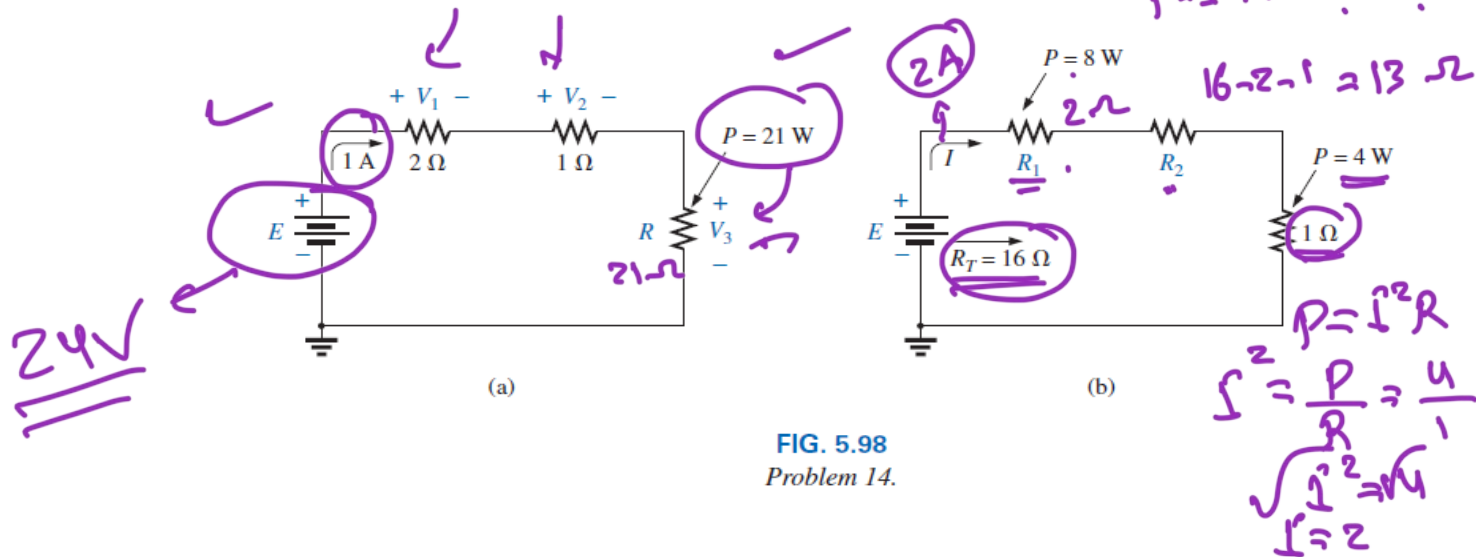 + V₁ −
+ V₂ −
1 A
2 Ω
1 Ω
P = 21 W
+
E
−
R
+
V₃
−
21Ω
24V
(a)
2A
P = 8 W
2Ω
16-2-1 = 13 Ω
I
R₁
R₂
P = 4 W
+
E
−
R_T = 16 Ω
1 Ω
(b)
P = I²R
I² = P/R = 4/1
√I² = √4
I = 2
FIG. 5.98
Problem 14.